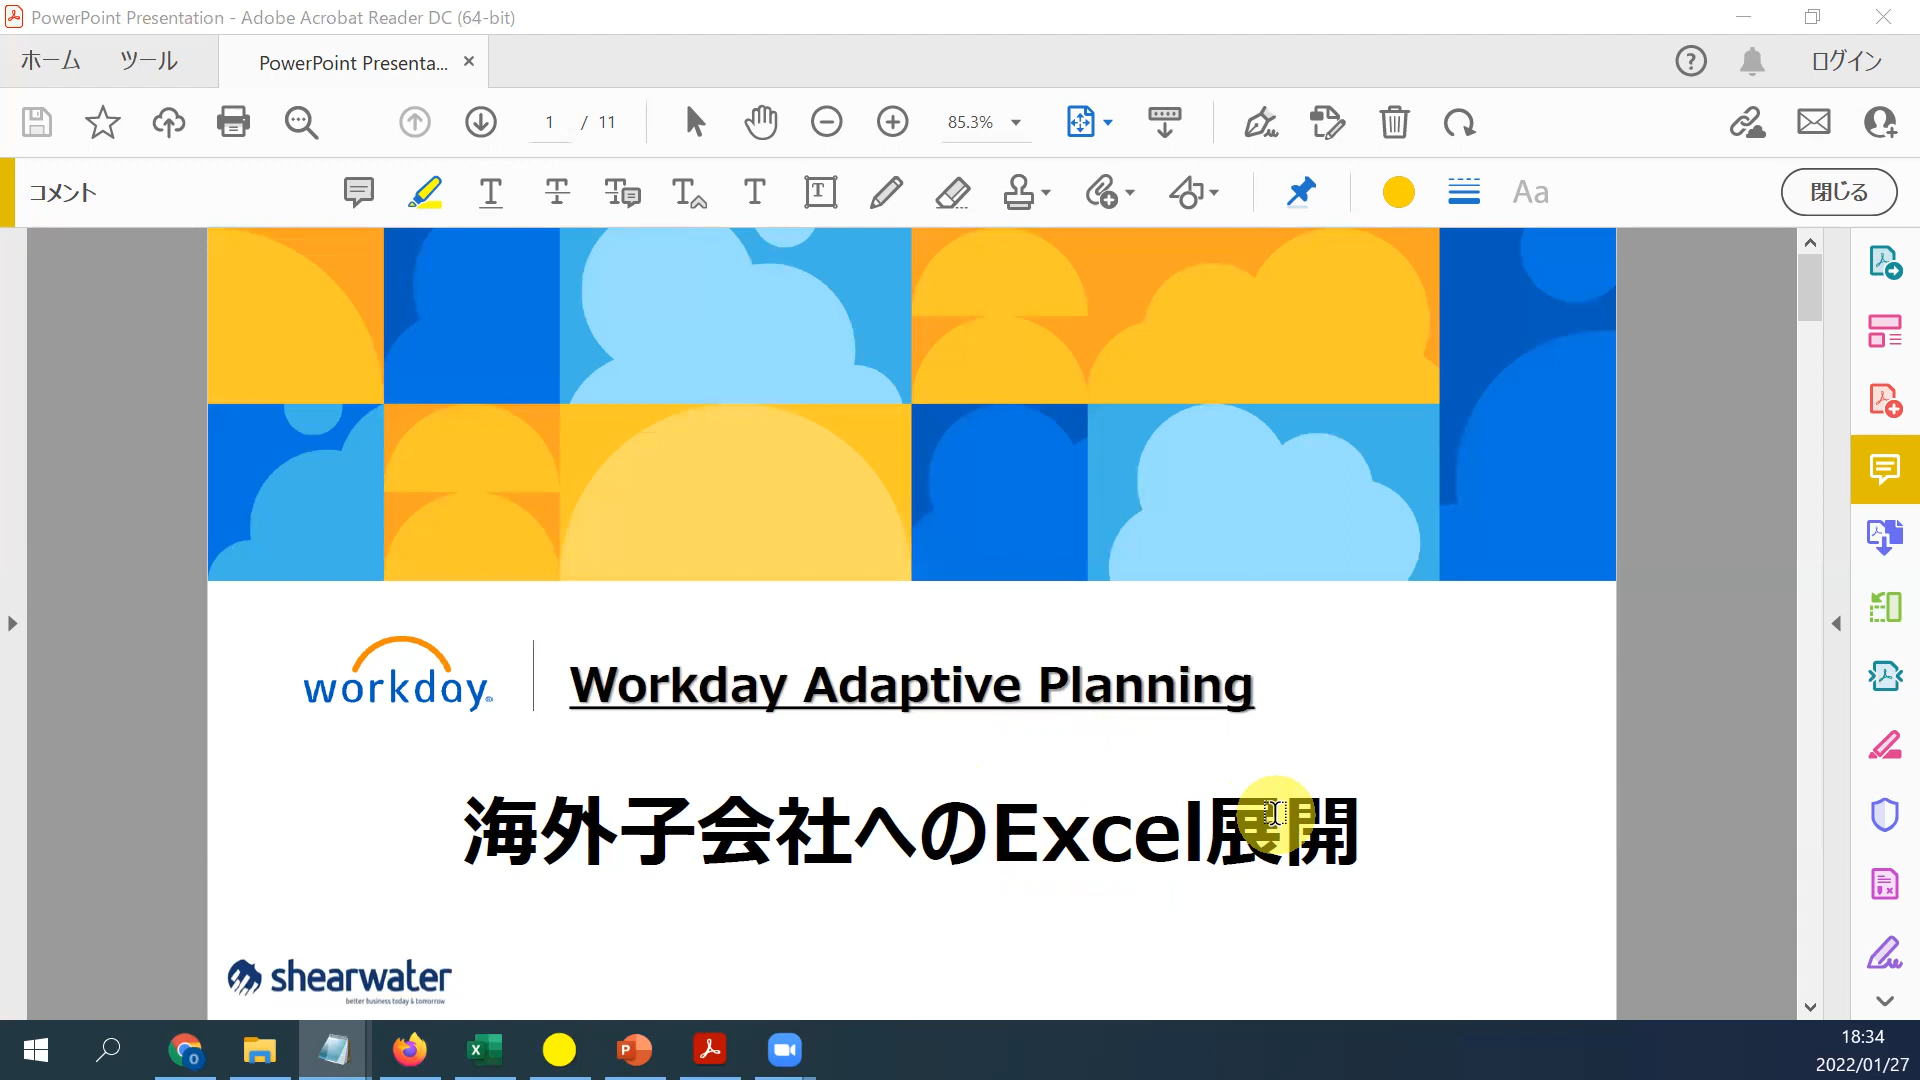 PowerPoint Presentation - Adobe Acrobat Reader DC (64-bit)
ホーム ツール PowerPoint Presenta... × ログイン
1 / 11 85.3%
コメント Aa 閉じる
workday®
Workday Adaptive Planning
海外子会社へのExcel展開
shearwater
better business today & tomorrow
18:34
2022/01/27